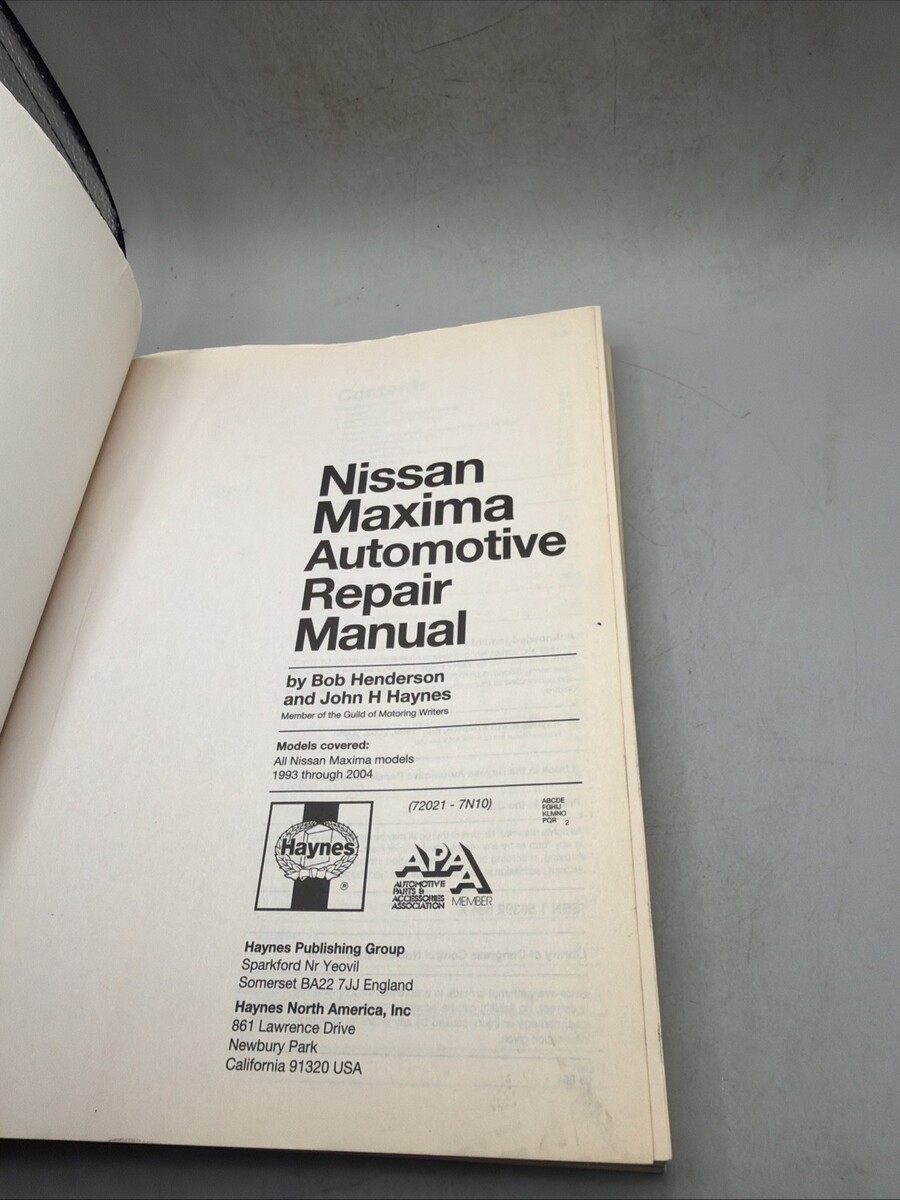 Nissan
Maxima
Automotive
Repair
Manual
by Bob Henderson
and John H Haynes
Member of the Guild of Motoring Writers
Models covered:
All Nissan Maxima models
1993 through 2004
(72021 - 7N10)
ABCDE
FGHIJ
KLMNO
PQR 2
Haynes
®
APAA
AUTOMOTIVE
PARTS &
ACCESSORIES
ASSOCIATION
MEMBER
Haynes Publishing Group
Sparkford Nr Yeovil
Somerset BA22 7JJ England
Haynes North America, Inc
861 Lawrence Drive
Newbury Park
California 91320 USA